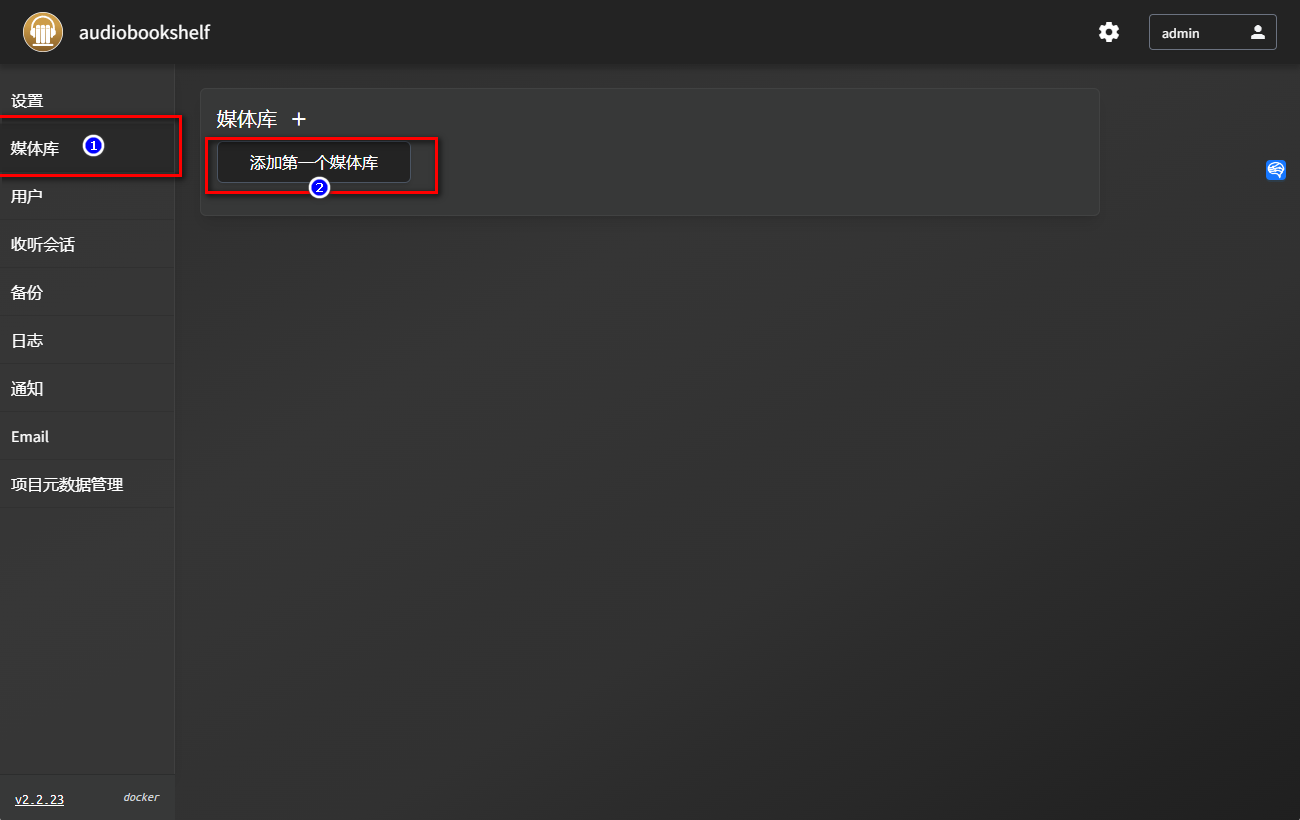 audiobookshelf
admin
设置
媒体库 1
用户
收听会话
备份
日志
通知
Email
项目元数据管理
媒体库 +
添加第一个媒体库
2
v2.2.23
docker